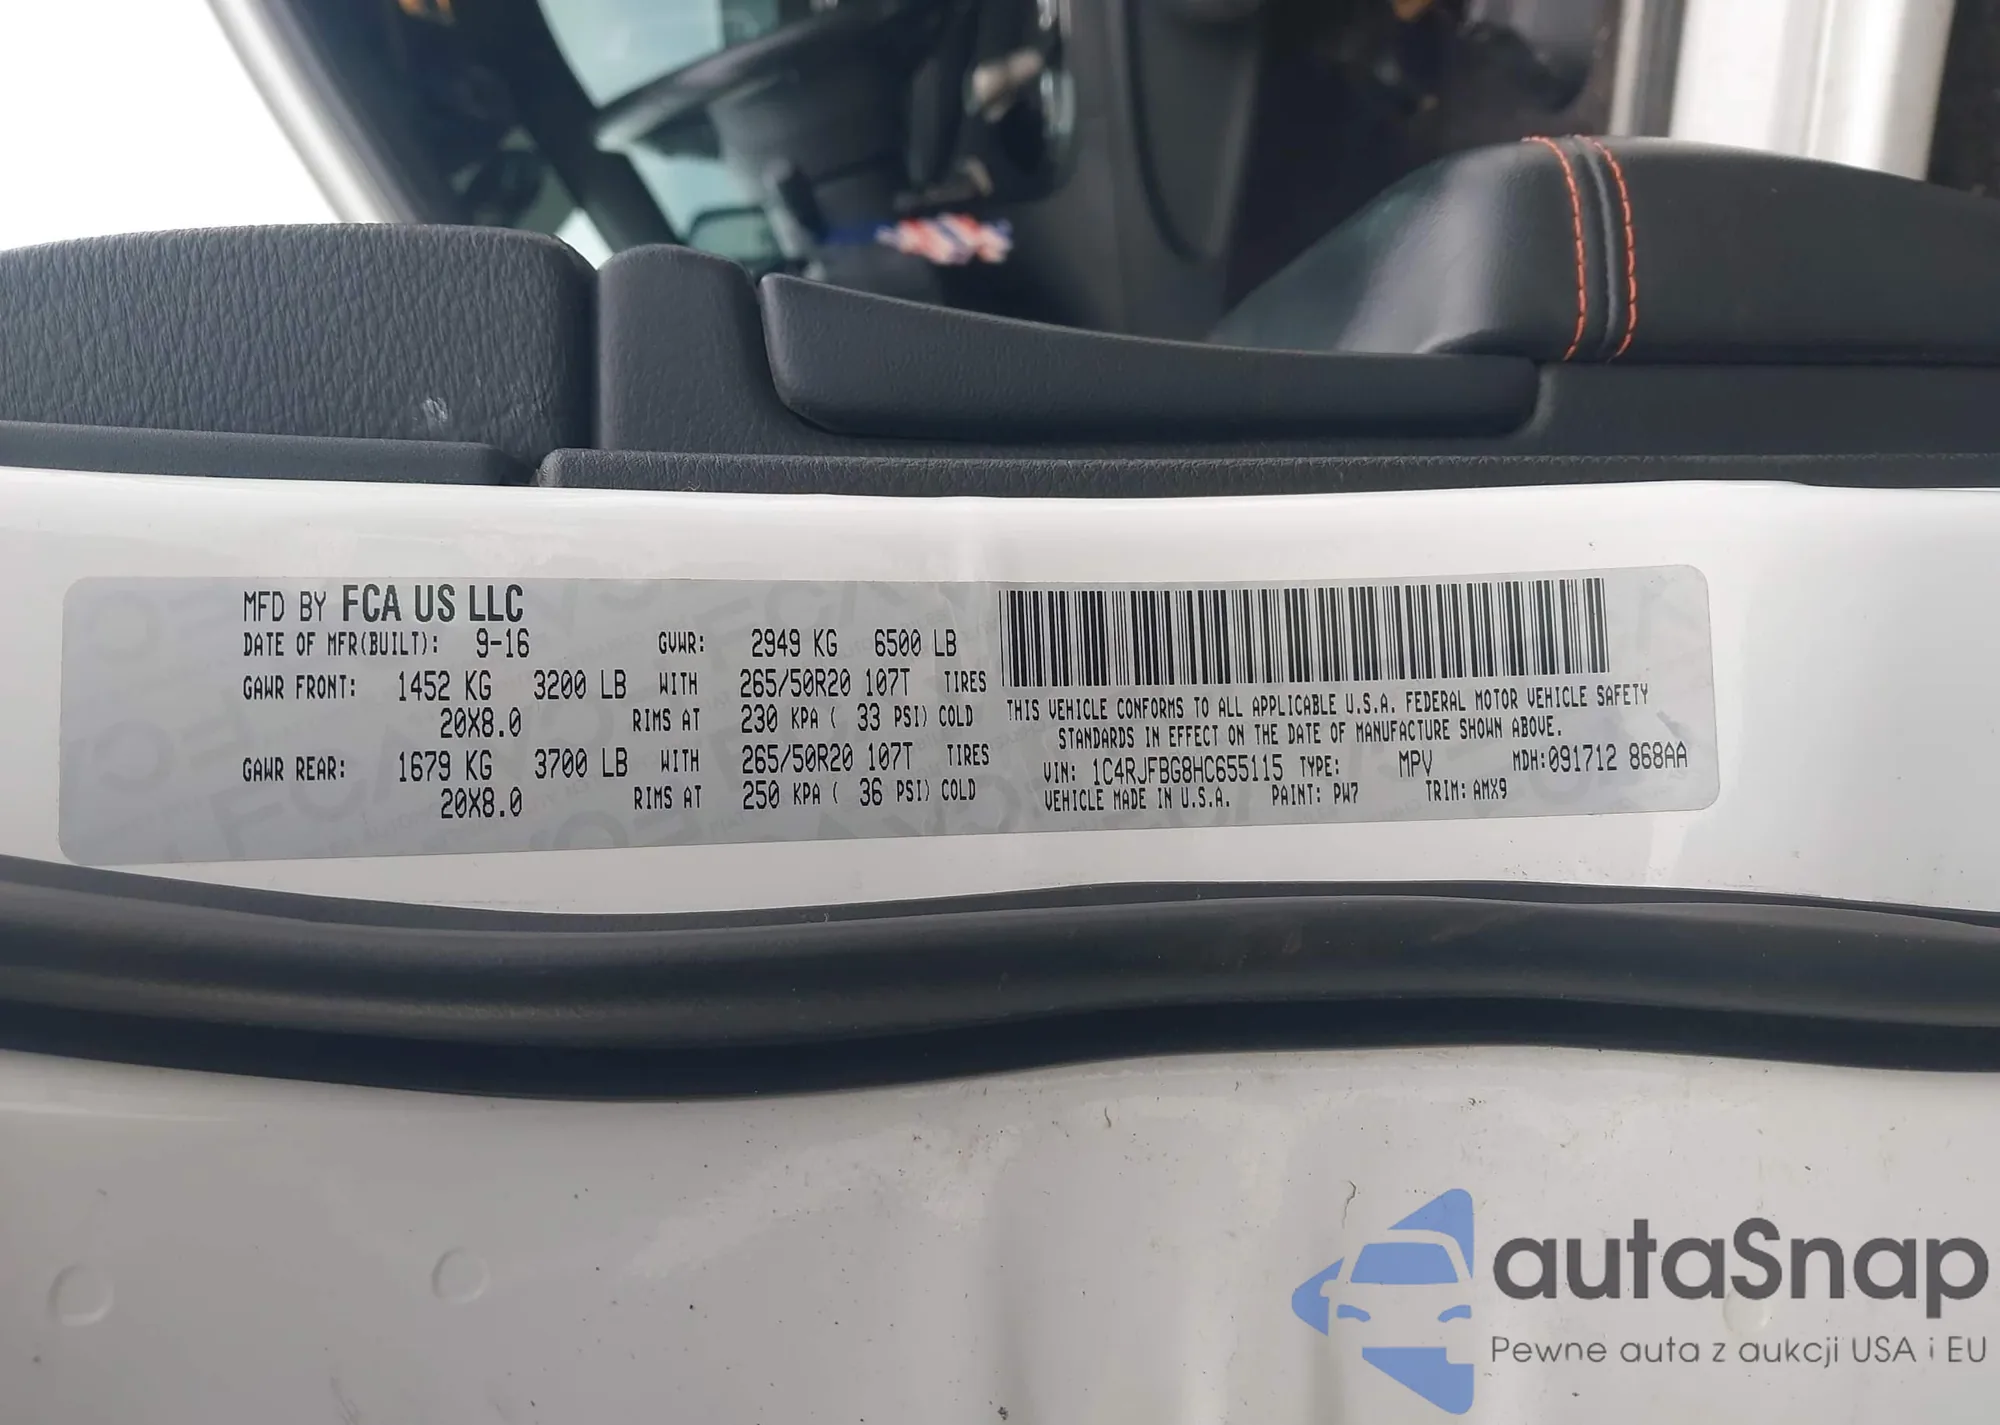 MFD BY FCA US LLC
DATE OF MFR(BUILT): 9-16 GVWR: 2949 KG 6500 LB
GAWR FRONT: 1452 KG 3200 LB WITH 265/50R20 107T TIRES
20X8.0 RIMS AT 230 KPA ( 33 PSI) COLD
GAWR REAR: 1679 KG 3700 LB WITH 265/50R20 107T TIRES
20X8.0 RIMS AT 250 KPA ( 36 PSI) COLD
THIS VEHICLE CONFORMS TO ALL APPLICABLE U.S.A. FEDERAL MOTOR VEHICLE SAFETY
STANDARDS IN EFFECT ON THE DATE OF MANUFACTURE SHOWN ABOVE.
VIN: 1C4RJFBG8HC655115 TYPE: MPV MDH:091712 868AA
VEHICLE MADE IN U.S.A. PAINT: PW7 TRIM: AMX9
autaSnap
Pewne auta z aukcji USA i EU